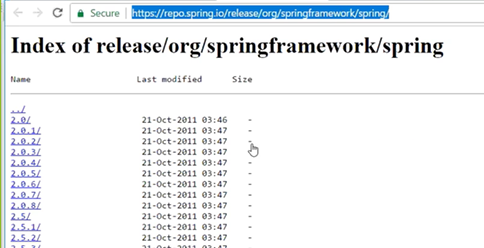 Secure | https://repo.spring.io/release/org/springframework/spring/
Index of release/org/springframework/spring
Name Last modified Size
../
2.0/ 21-Oct-2011 03:46 -
2.0.1/ 21-Oct-2011 03:47 -
2.0.2/ 21-Oct-2011 03:47 -
2.0.3/ 21-Oct-2011 03:47 -
2.0.4/ 21-Oct-2011 03:47 -
2.0.5/ 21-Oct-2011 03:47 -
2.0.6/ 21-Oct-2011 03:47 -
2.0.7/ 21-Oct-2011 03:47 -
2.0.8/ 21-Oct-2011 03:47 -
2.5/ 21-Oct-2011 03:47 -
2.5.1/ 21-Oct-2011 03:47 -
2.5.2/ 21-Oct-2011 03:47 -